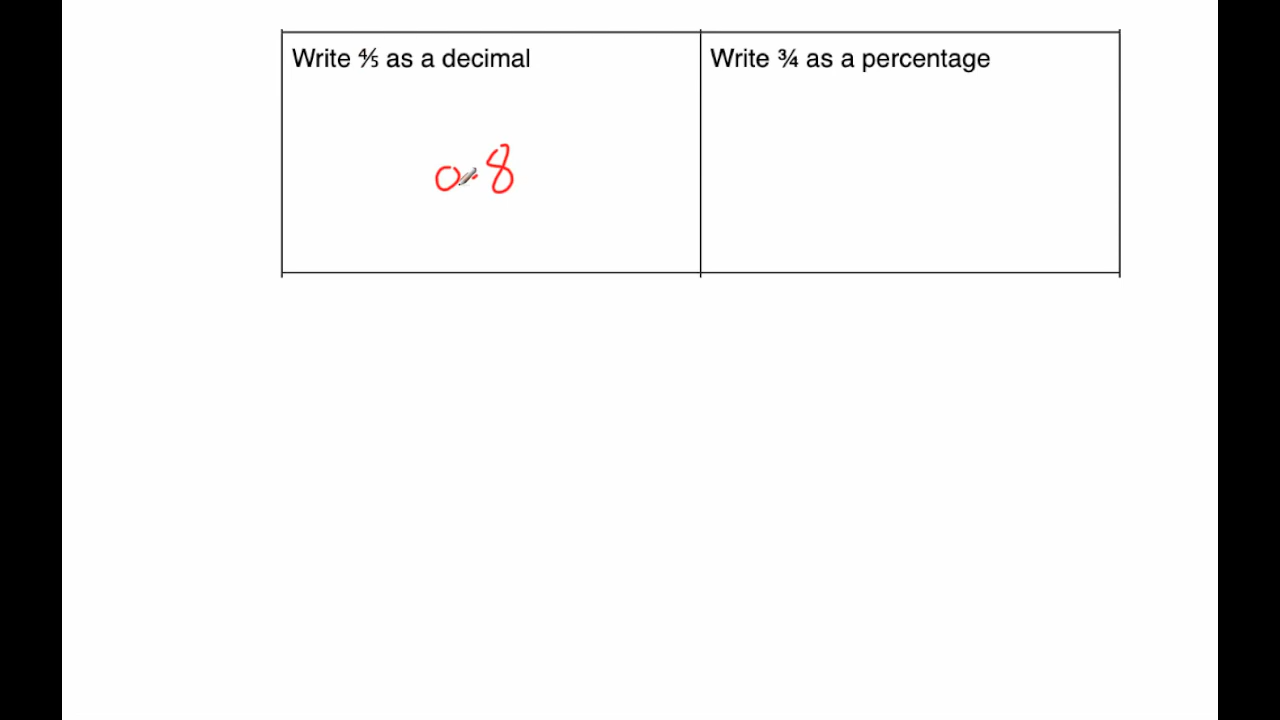 Write ⅘ as a decimal
Write ¾ as a percentage
0.8